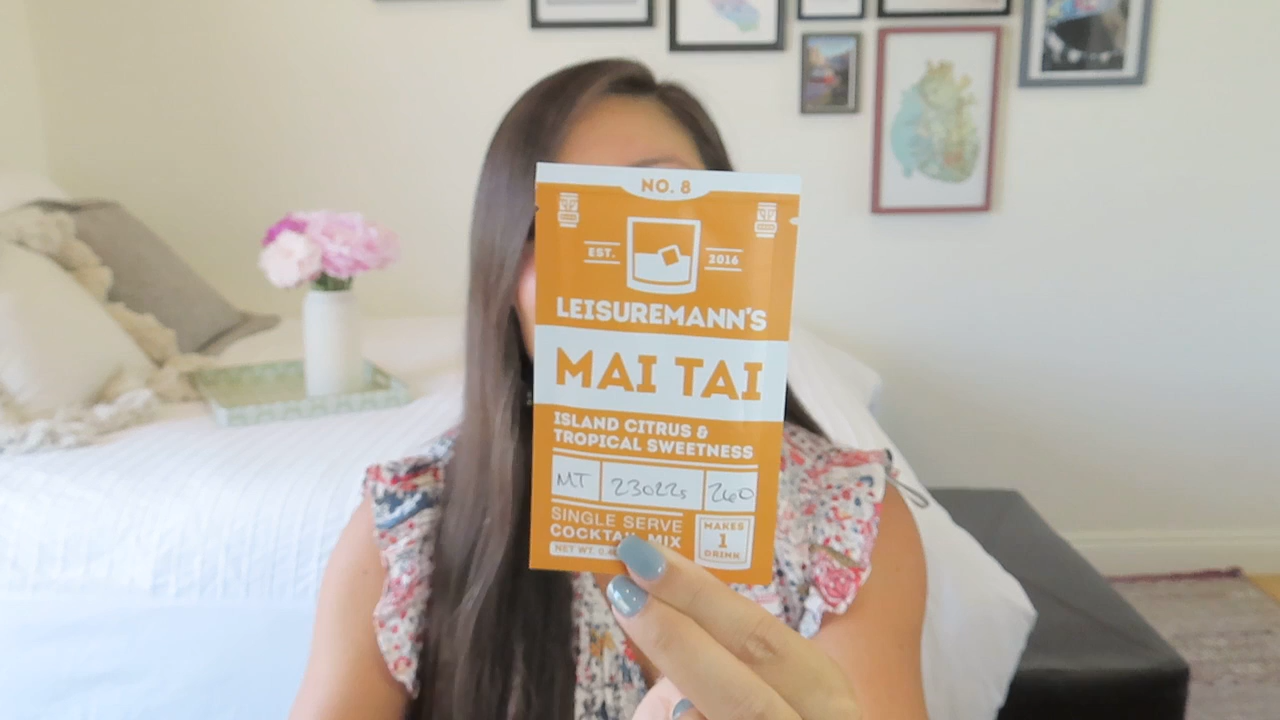 NO. 8
EST. 2016
LEISUREMANN'S
MAI TAI
ISLAND CITRUS &
TROPICAL SWEETNESS
MT 230225 260
SINGLE SERVE
COCKTAIL MIX
NET WT.
MAKES
1
DRINK